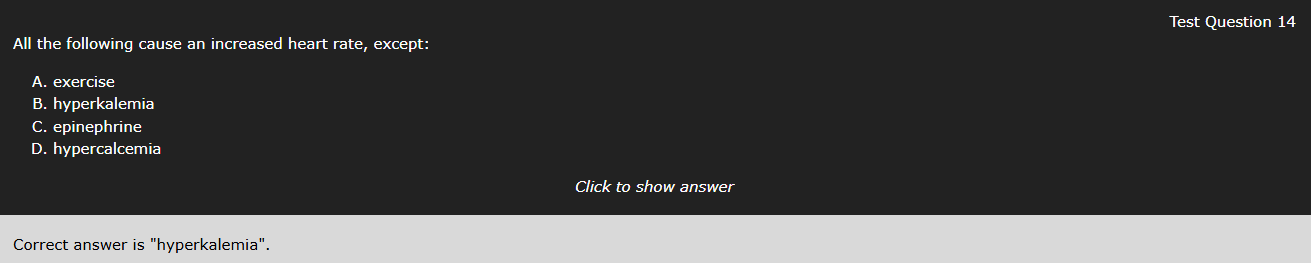 Test Question 14
All the following cause an increased heart rate, except:
A. exercise
B. hyperkalemia
C. epinephrine
D. hypercalcemia
Click to show answer
Correct answer is "hyperkalemia".